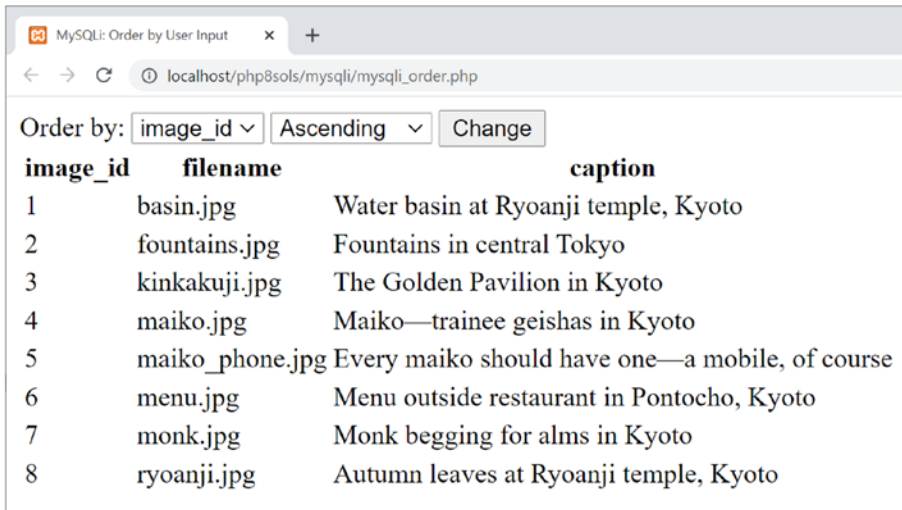 MySQLi: Order by User Input
localhost/php8sols/mysqli/mysqli_order.php
Order by: image_id Ascending Change
image_id filename caption
1 basin.jpg Water basin at Ryoanji temple, Kyoto
2 fountains.jpg Fountains in central Tokyo
3 kinkakuji.jpg The Golden Pavilion in Kyoto
4 maiko.jpg Maiko—trainee geishas in Kyoto
5 maiko_phone.jpg Every maiko should have one—a mobile, of course
6 menu.jpg Menu outside restaurant in Pontocho, Kyoto
7 monk.jpg Monk begging for alms in Kyoto
8 ryoanji.jpg Autumn leaves at Ryoanji temple, Kyoto